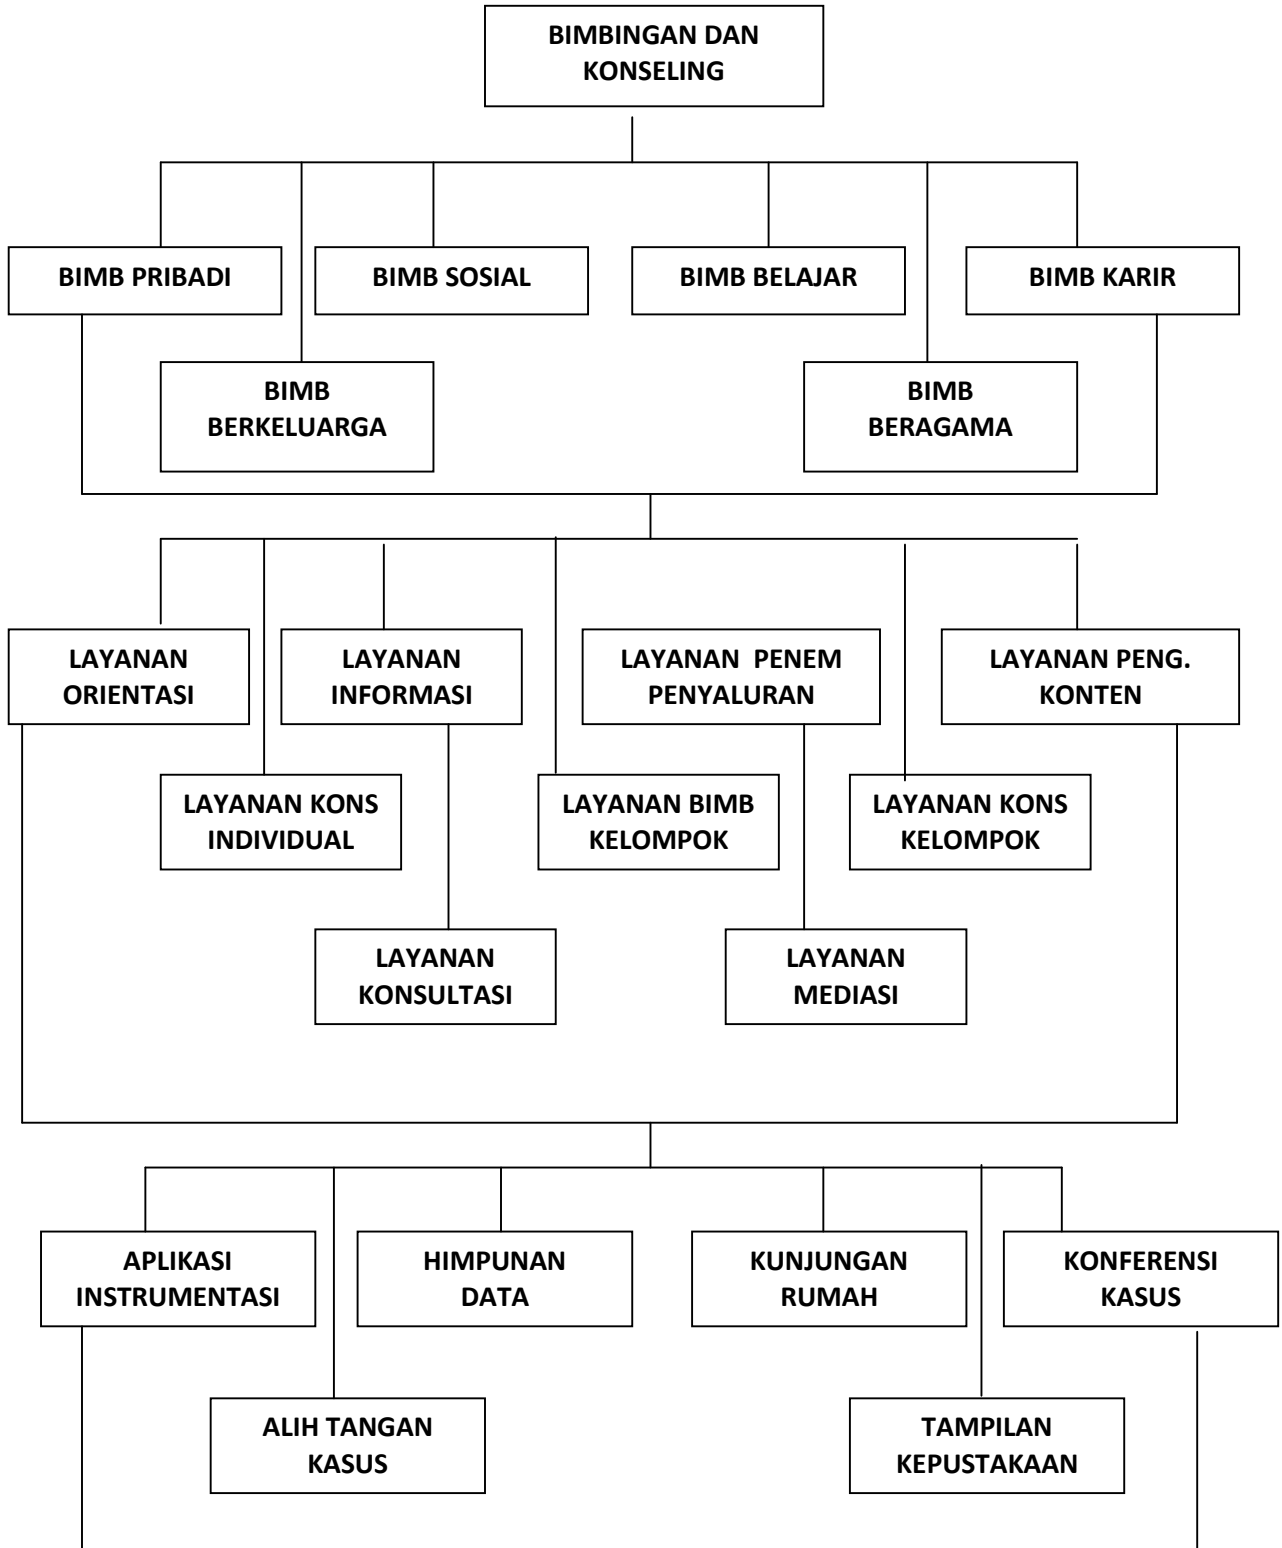 BIMBINGAN DAN
KONSELING
BIMB PRIBADI
BIMB SOSIAL
BIMB BELAJAR
BIMB KARIR
BIMB
BERKELUARGA
BIMB
BERAGAMA
LAYANAN
ORIENTASI
LAYANAN
INFORMASI
LAYANAN PENEM
PENYALURAN
LAYANAN PENG.
KONTEN
LAYANAN KONS
INDIVIDUAL
LAYANAN BIMB
KELOMPOK
LAYANAN KONS
KELOMPOK
LAYANAN
KONSULTASI
LAYANAN
MEDIASI
APLIKASI
INSTRUMENTASI
HIMPUNAN
DATA
KUNJUNGAN
RUMAH
KONFERENSI
KASUS
ALIH TANGAN
KASUS
TAMPILAN
KEPUSTAKAAN